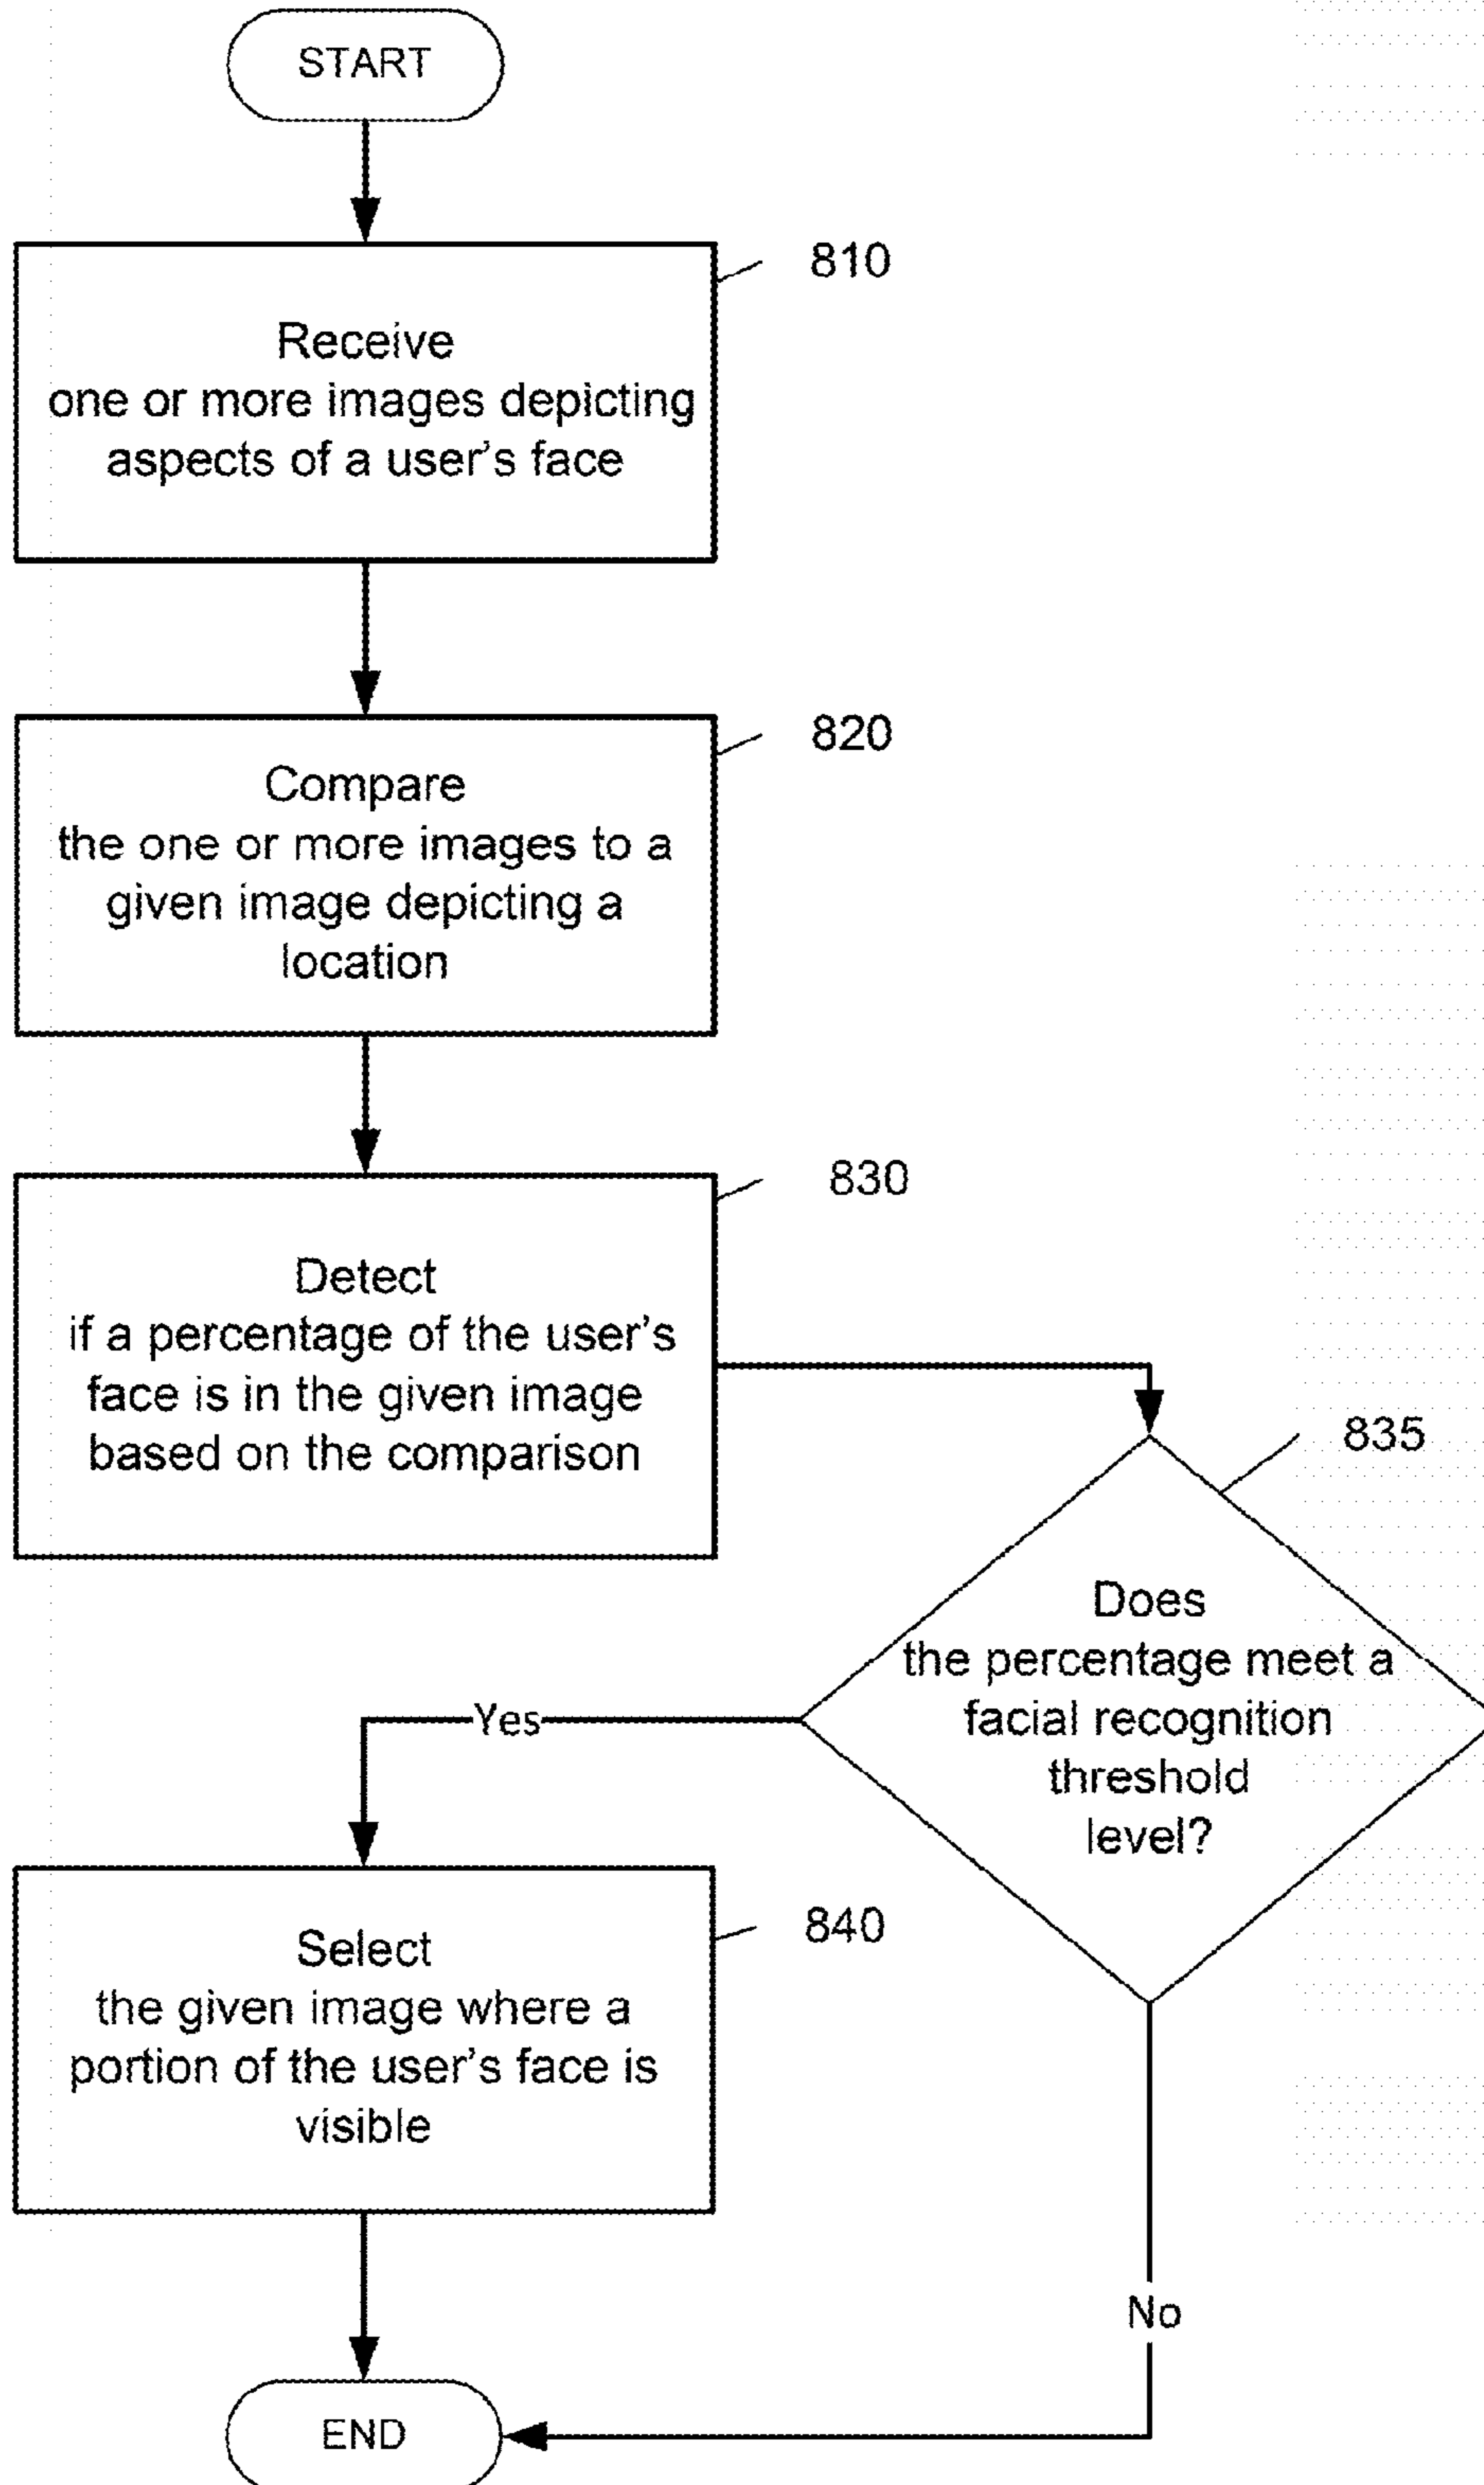 START
810
Receive
one or more images depicting
aspects of a user's face
820
Compare
the one or more images to a
given image depicting a
location
830
Detect
if a percentage of the user's
face is in the given image
based on the comparison
835
Does
the percentage meet a
facial recognition
threshold
level?
Yes
840
Select
the given image where a
portion of the user's face is
visible
No
END